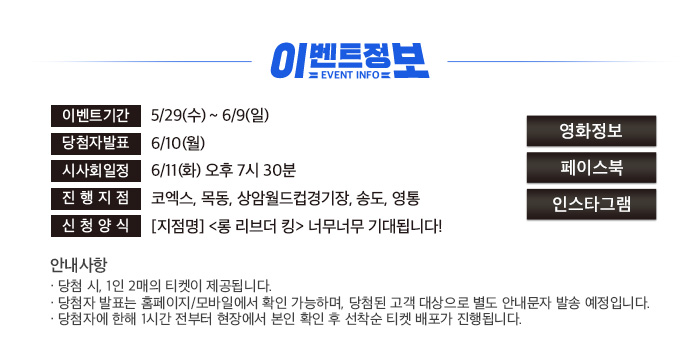 이벤트정보
EVENT INFO
이벤트기간 5/29(수) ~ 6/9(일)
당첨자발표 6/10(월)
시사회일정 6/11(화) 오후 7시 30분
진 행 지 점 코엑스, 목동, 상암월드컵경기장, 송도, 영통
신 청 양 식 [지점명] <롱 리브더 킹> 너무너무 기대됩니다!
영화정보
페이스북
인스타그램
안내사항
· 당첨 시, 1인 2매의 티켓이 제공됩니다.
· 당첨자 발표는 홈페이지/모바일에서 확인 가능하며, 당첨된 고객 대상으로 별도 안내문자 발송 예정입니다.
· 당첨자에 한해 1시간 전부터 현장에서 본인 확인 후 선착순 티켓 배포가 진행됩니다.